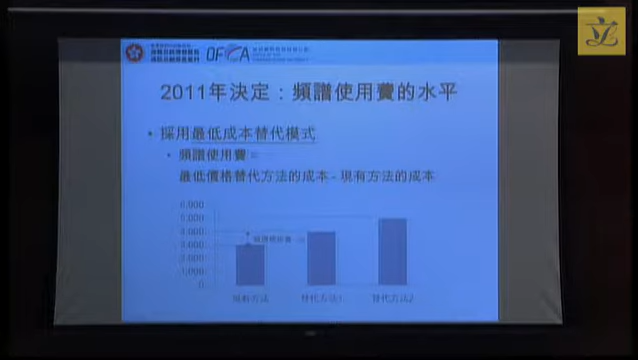 OFCA
2011年決定：頻譜使用費的水平
• 採用最低成本替代模式
• 頻譜使用費 =
最低價格替代方法的成本 - 現有方法的成本
6,000
5,000
4,000
3,000
2,000
1,000
0
頻譜使用費
現有方法 替代方法1 替代方法2